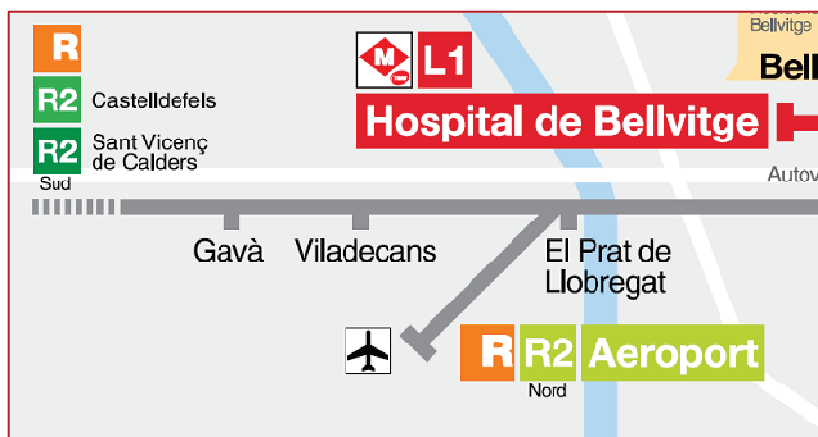 Bellvitge
R
M
L1
Bell
R2 Castelldefels
Hospital de Bellvitge
R2 Sant Vicenç
de Calders
Sud
Autov
Gavà
Viladecans
El Prat de
Llobregat
R R2 Aeroport
Nord